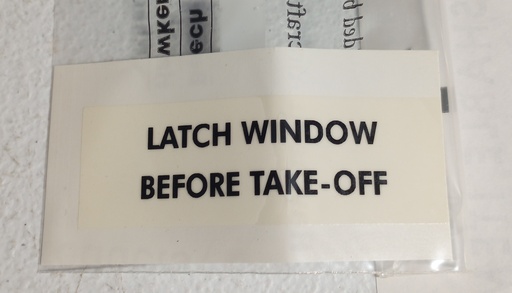 LATCH WINDOW
BEFORE TAKE-OFF